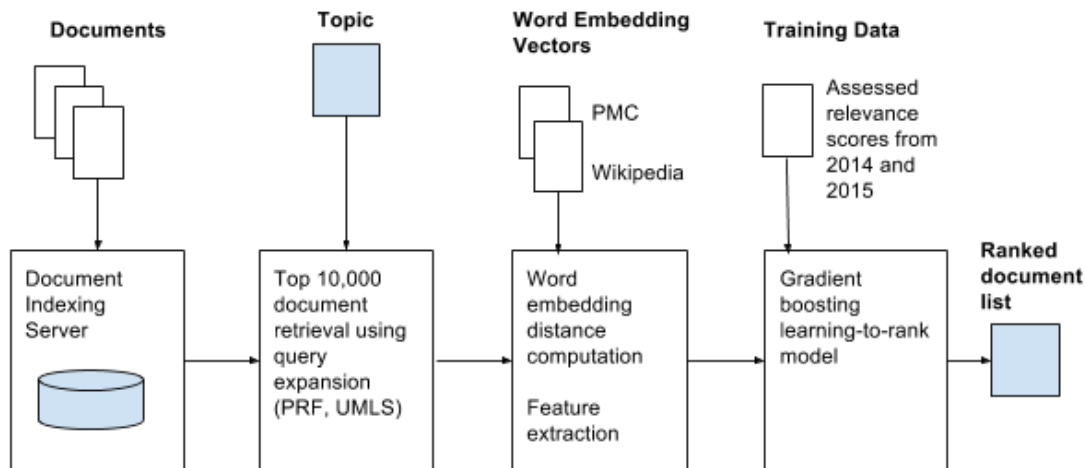 Documents
Topic
Word Embedding
Vectors
Training Data
PMC
Wikipedia
Assessed
relevance
scores from
2014 and
2015
Document
Indexing
Server
Top 10,000
document
retrieval using
query
expansion
(PRF, UMLS)
Word
embedding
distance
computation
Feature
extraction
Gradient
boosting
learning-to-rank
model
Ranked
document
list